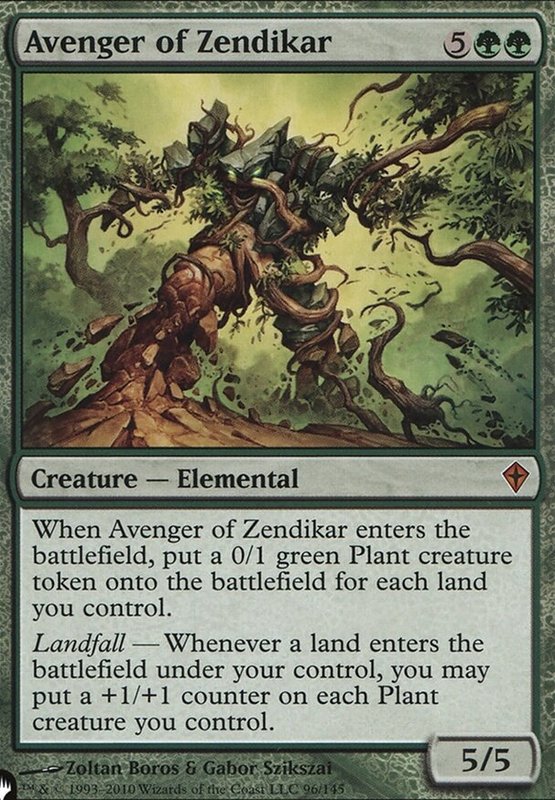 Avenger of Zendikar 5
Creature — Elemental
When Avenger of Zendikar enters the
battlefield, put a 0/1 green Plant creature
token onto the battlefield for each land
you control.
Landfall — Whenever a land enters the
battlefield under your control, you may
put a +1/+1 counter on each Plant
creature you control.
5/5
Zoltan Boros & Gabor Szikszai
™ & © 1993–2010 Wizards of the Coast LLC 96/145